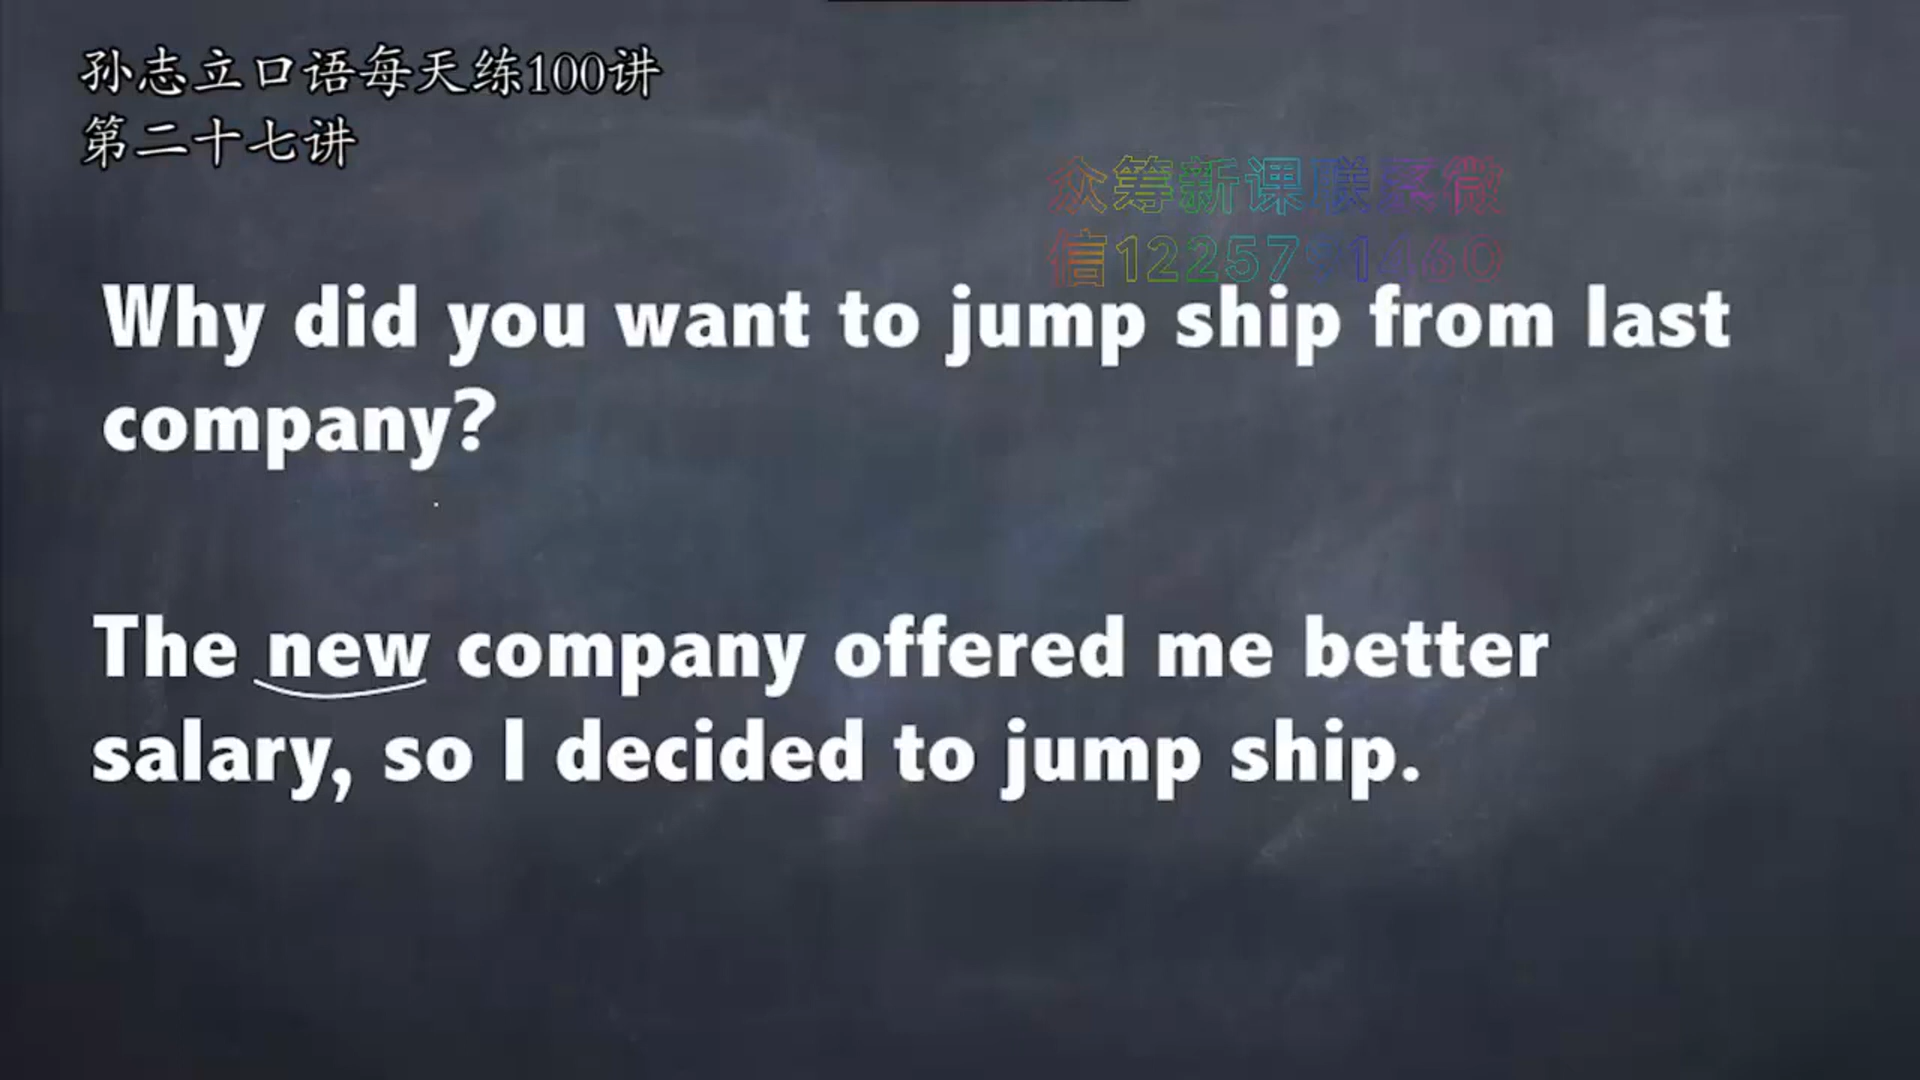 孙志立口语每天练100讲
第二十七讲
众筹新课联系微
信1225791460
Why did you want to jump ship from last
company?
The new company offered me better
salary, so I decided to jump ship.